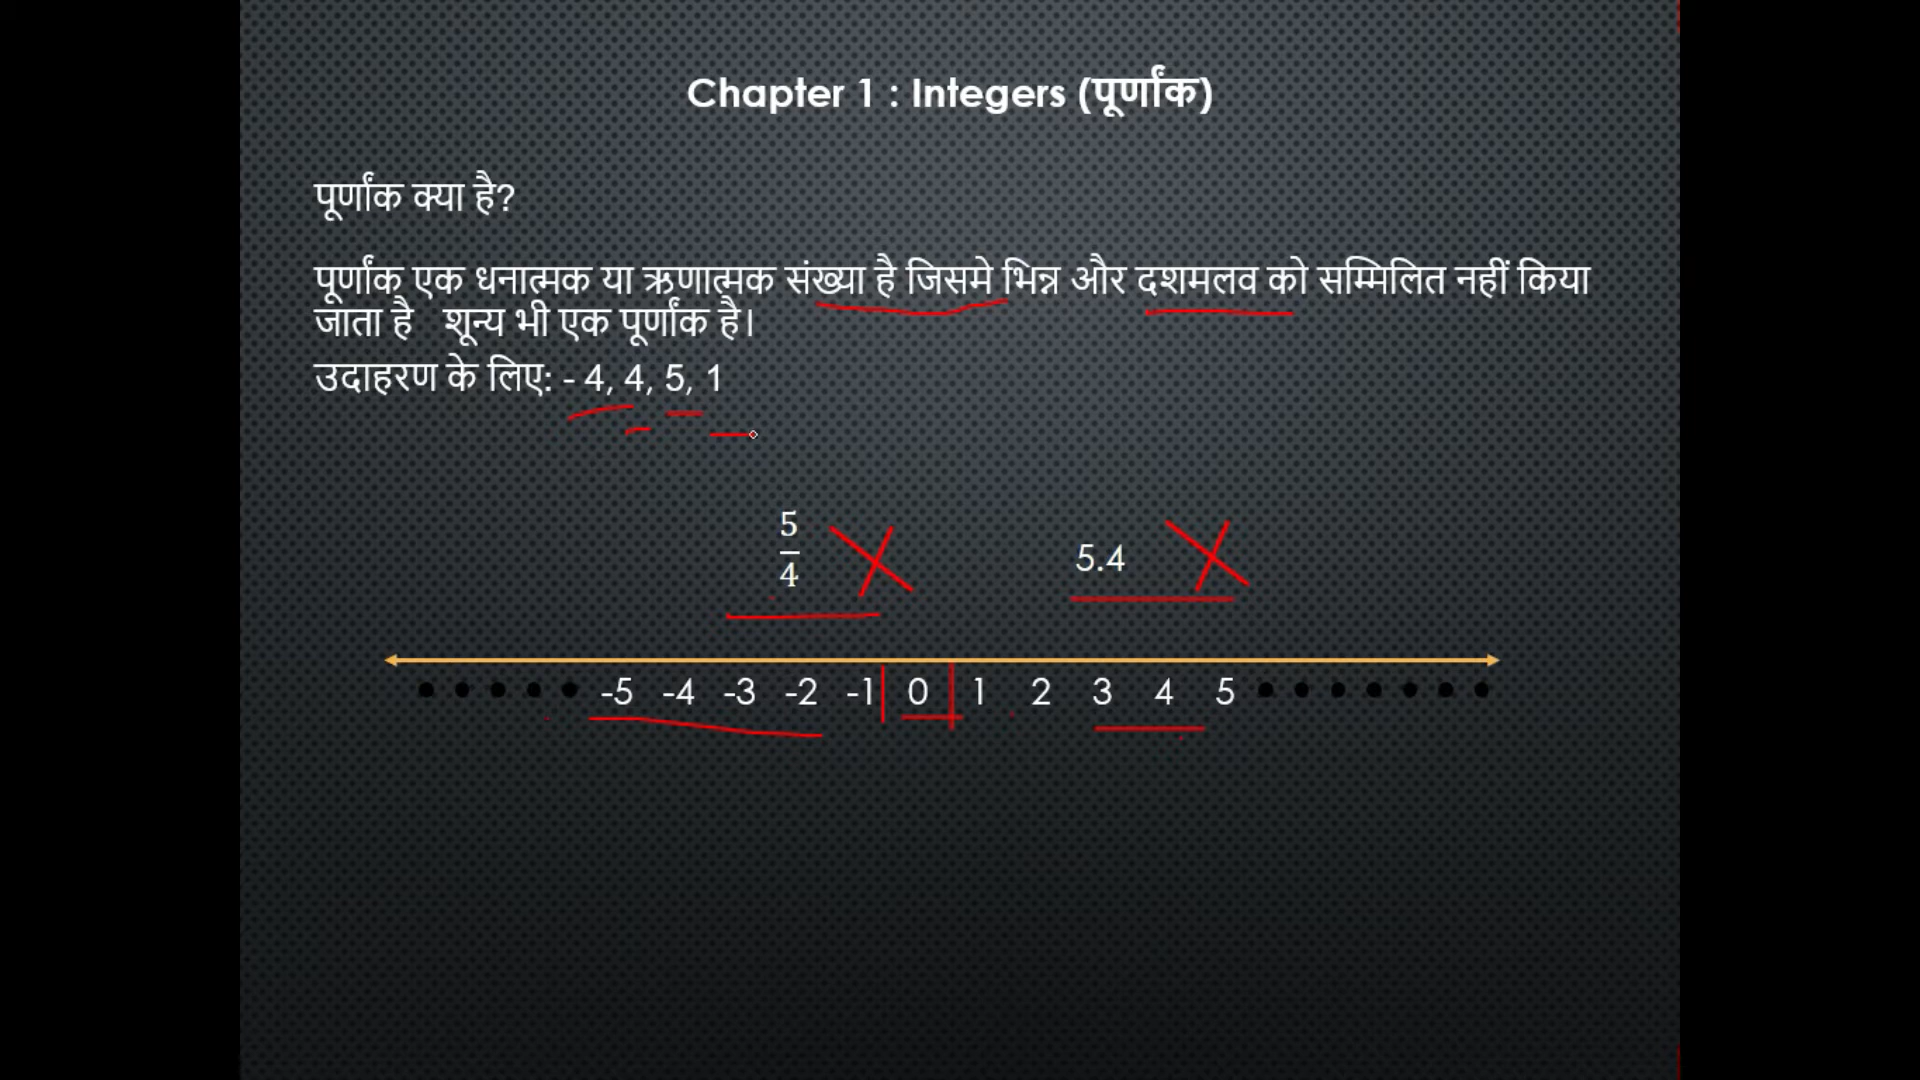 Chapter 1 : Integers (पूर्णांक)
पूर्णांक क्या है?
पूर्णांक एक धनात्मक या ऋणात्मक संख्या है जिसमे भिन्न और दशमलव को सम्मिलित नहीं किया
जाता है शून्य भी एक पूर्णांक है।
उदाहरण के लिए: - 4, 4, 5, 1
5
4
5.4
-5 -4 -3 -2 -1 0 1 2 3 4 5